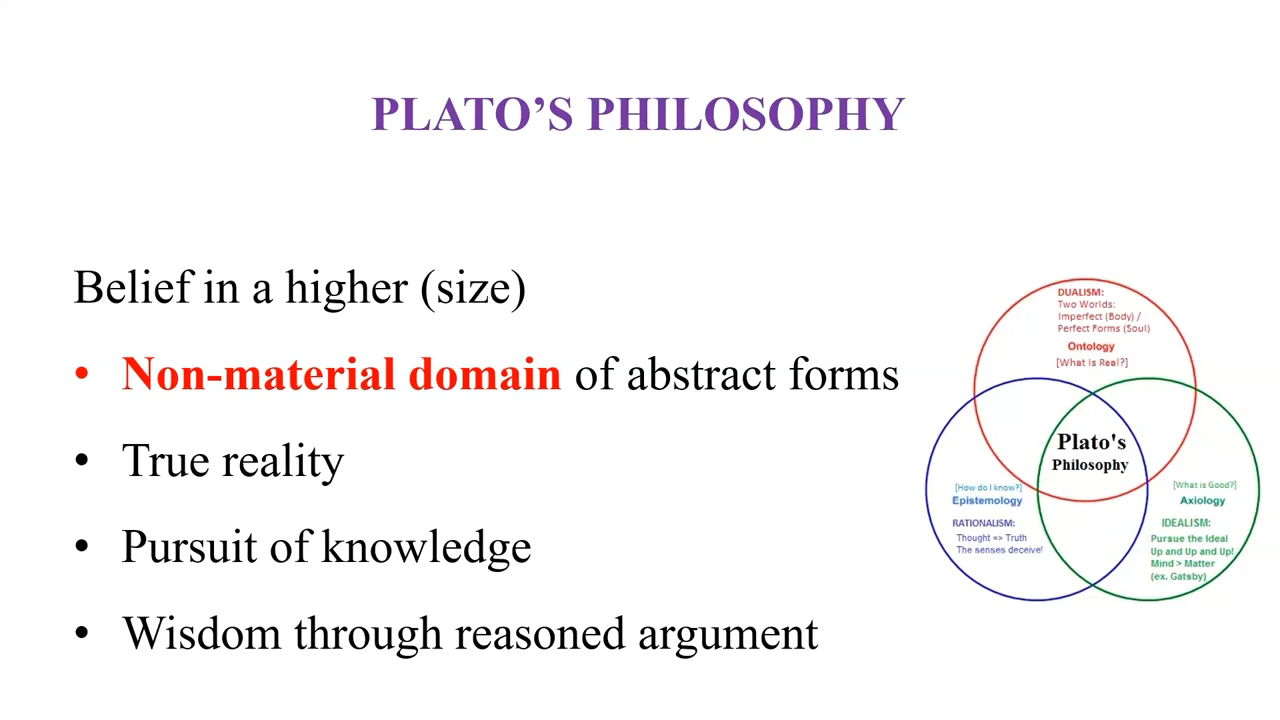 PLATO’S PHILOSOPHY
Belief in a higher (size)
• Non-material domain of abstract forms
• True reality
• Pursuit of knowledge
• Wisdom through reasoned argument
DUALISM:
Two Worlds:
Imperfect (Body) /
Perfect Forms (Soul)
Ontology
[What is Real?]
Plato's
Philosophy
[How do I know?]
Epistemology
RATIONALISM:
Thought => Truth
The senses deceive!
[What is Good?]
Axiology
IDEALISM:
Pursue the Ideal
Up and Up and Up!
Mind > Matter
(ex. Gatsby)